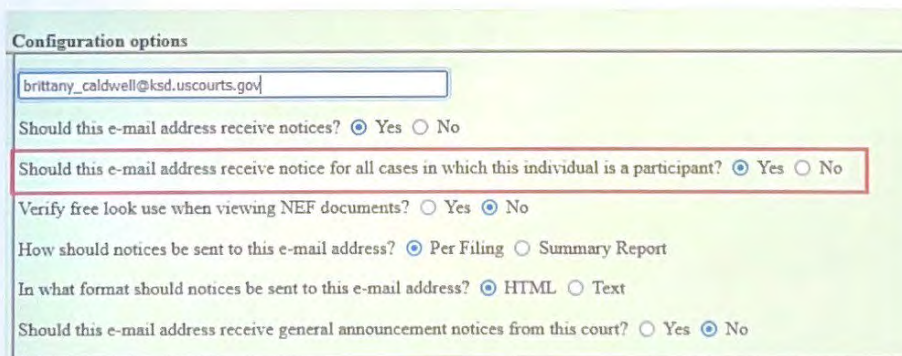 Configuration options
brittany_caldwell@ksd.uscourts.gov
Should this e-mail address receive notices? Yes No
Should this e-mail address receive notice for all cases in which this individual is a participant? Yes No
Verify free look use when viewing NEF documents? Yes No
How should notices be sent to this e-mail address? Per Filing Summary Report
In what format should notices be sent to this e-mail address? HTML Text
Should this e-mail address receive general announcement notices from this court? Yes No